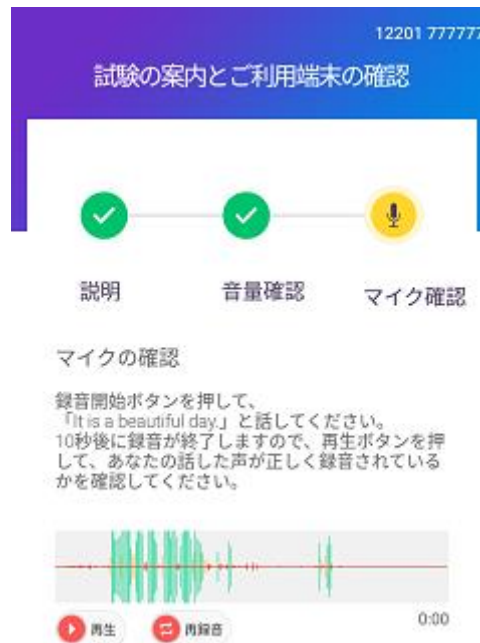 12201 777777
試験の案内とご利用端末の確認
説明
音量確認
マイク確認
マイクの確認
録音開始ボタンを押して、
「It is a beautiful day.」と話してください。
10秒後に録音が終了しますので、再生ボタンを押
して、あなたの話した声が正しく録音されている
かを確認してください。
再生
再録音
0:00